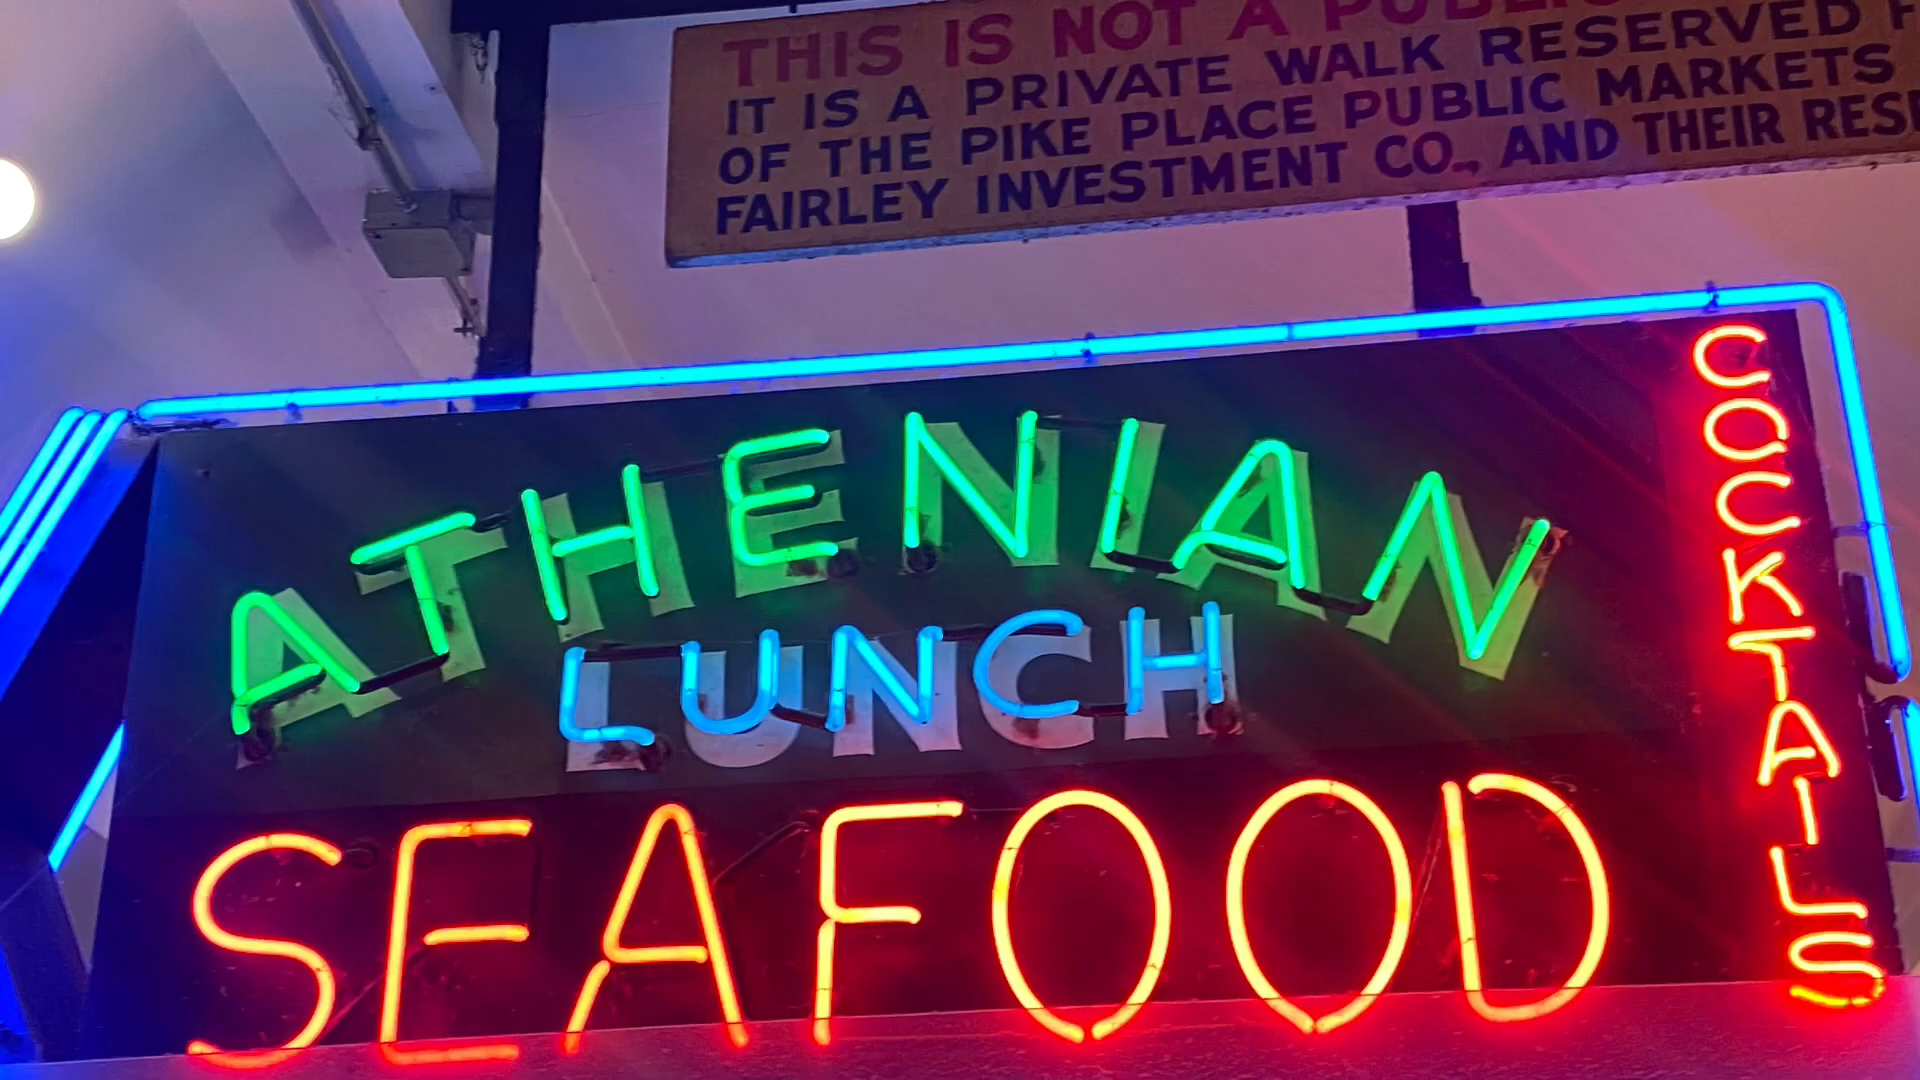 THIS IS NOT A PUBLIC
IT IS A PRIVATE WALK RESERVED F
OF THE PIKE PLACE PUBLIC MARKETS
FAIRLEY INVESTMENT CO., AND THEIR RESE
ATHENIAN
LUNCH
SEAFOOD
COCKTAILS